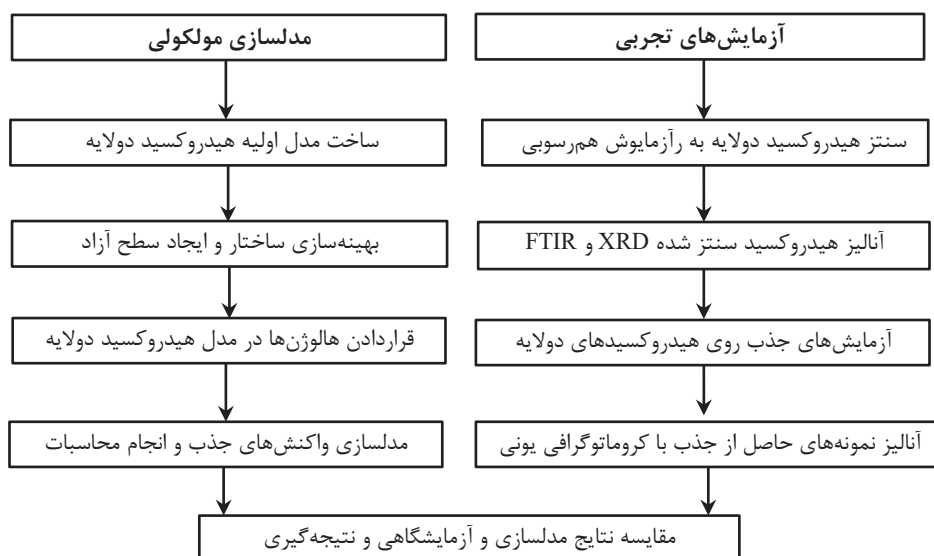 آزمایش‌های تجربی
سنتز هیدروکسید دولایه به رآزمایوش هم‌رسوبی
آنالیز هیدروکسید سنتز شده XRD و FTIR
آزمایش‌های جذب روی هیدروکسیدهای دولایه
آنالیز نمونه‌های حاصل از جذب با کروماتوگرافی یونی
مدلسازی مولکولی
ساخت مدل اولیه هیدروکسید دولایه
بهینه‌سازی ساختار و ایجاد سطح آزاد
قراردادن هالوژن‌ها در مدل هیدروکسید دولایه
مدلسازی واکنش‌های جذب و انجام محاسبات
مقایسه نتایج مدلسازی و آزمایشگاهی و نتیجه‌گیری